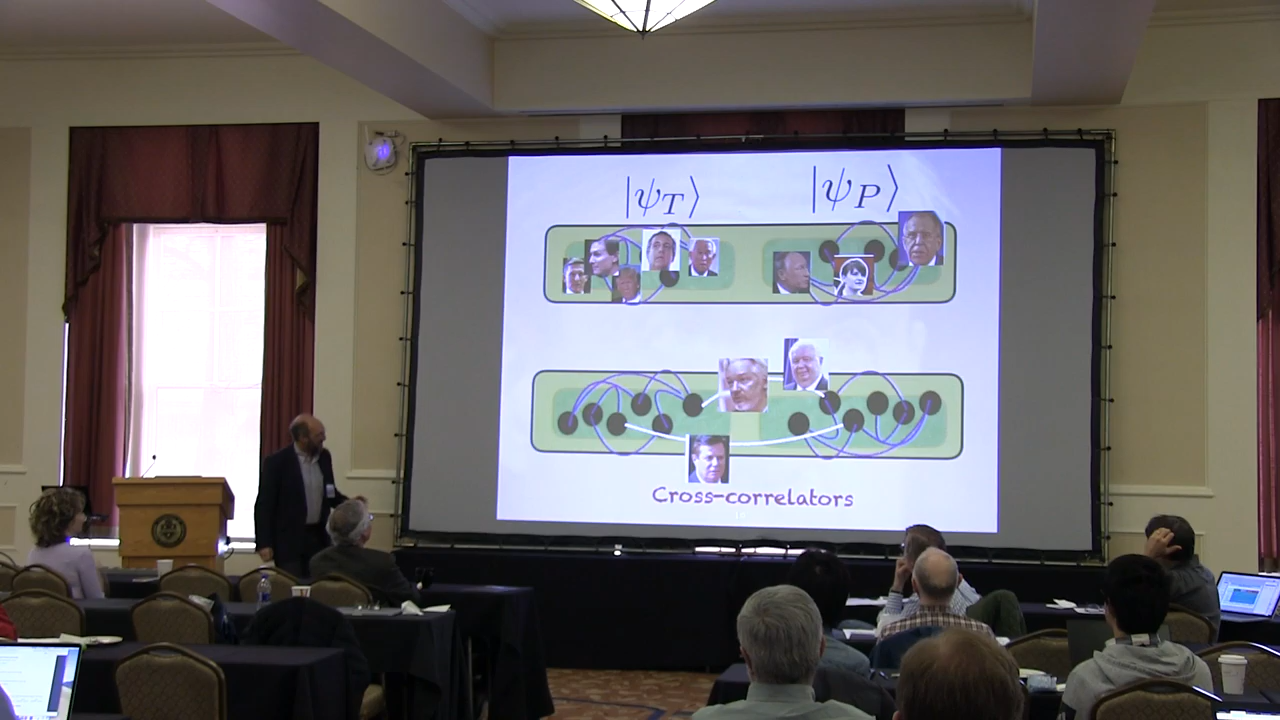 |ψ_T⟩ |ψ_P⟩
Cross-correlators